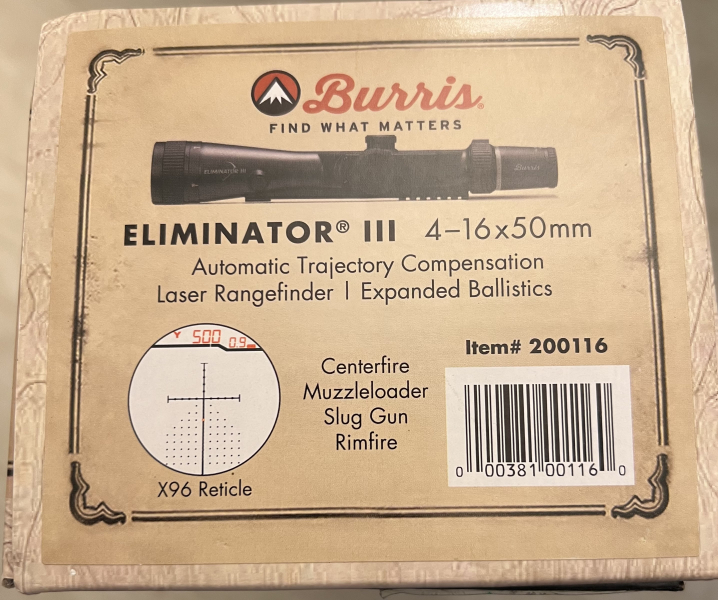 Burris®
FIND WHAT MATTERS
ELIMINATOR III
Burris
ELIMINATOR® III 4–16x50mm
Automatic Trajectory Compensation
Laser Rangefinder | Expanded Ballistics
Y 500 0.9
Item# 200116
Centerfire
Muzzleloader
Slug Gun
Rimfire
X96 Reticle
0 00381 00116 0